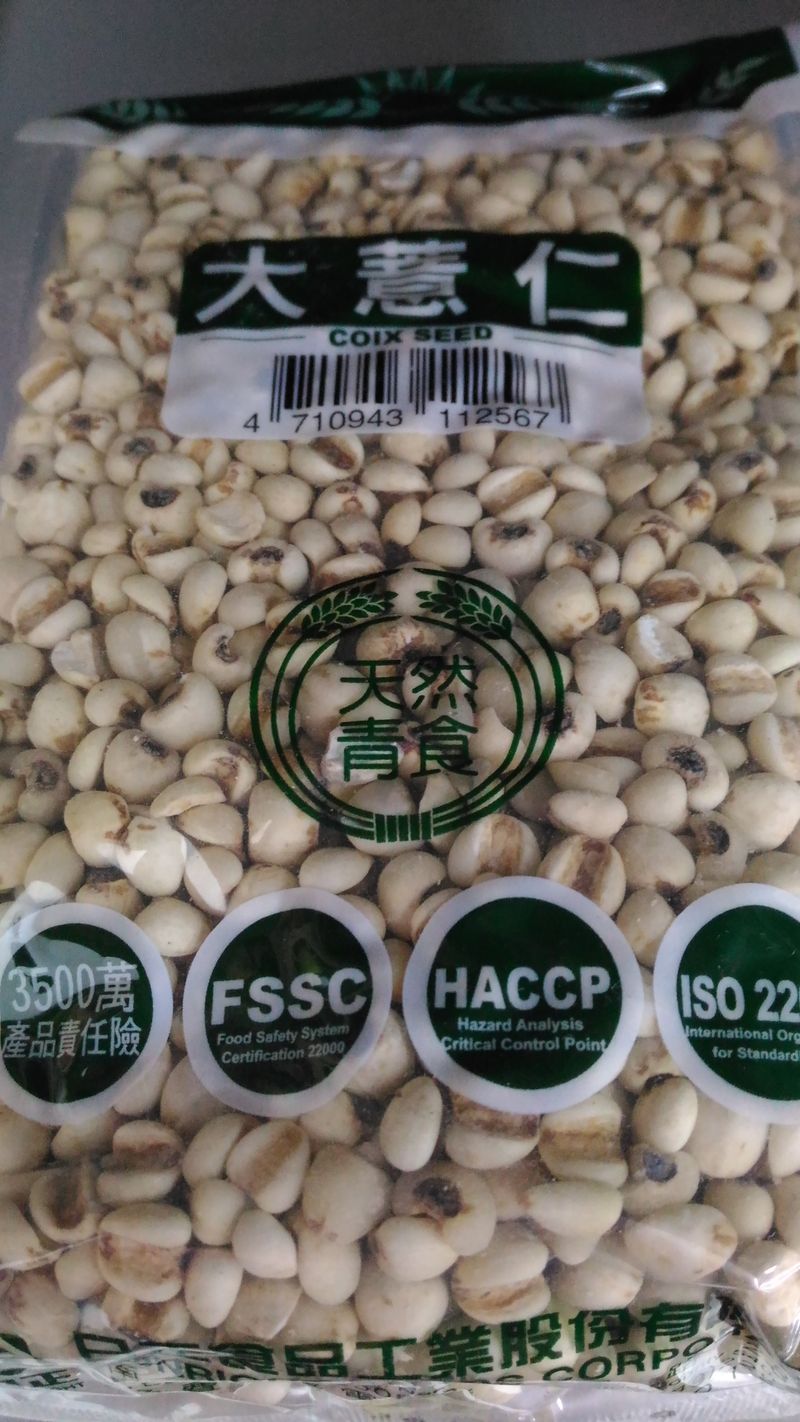 大薏仁
COIX SEED
4 710943 112567
天然
青食
3500萬
產品責任險
FSSC
Food Safety System
Certification 22000
HACCP
Hazard Analysis
Critical Control Point
ISO 22
International Org
for Standard
食品工業股份有
CORPO